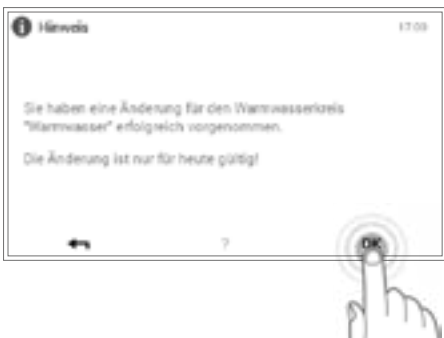 Hinweis 17:09
Sie haben eine Änderung für den Warmwasserkreis
"Warmwasser" erfolgreich vorgenommen.
Die Änderung ist nur für heute gültig!
? OK